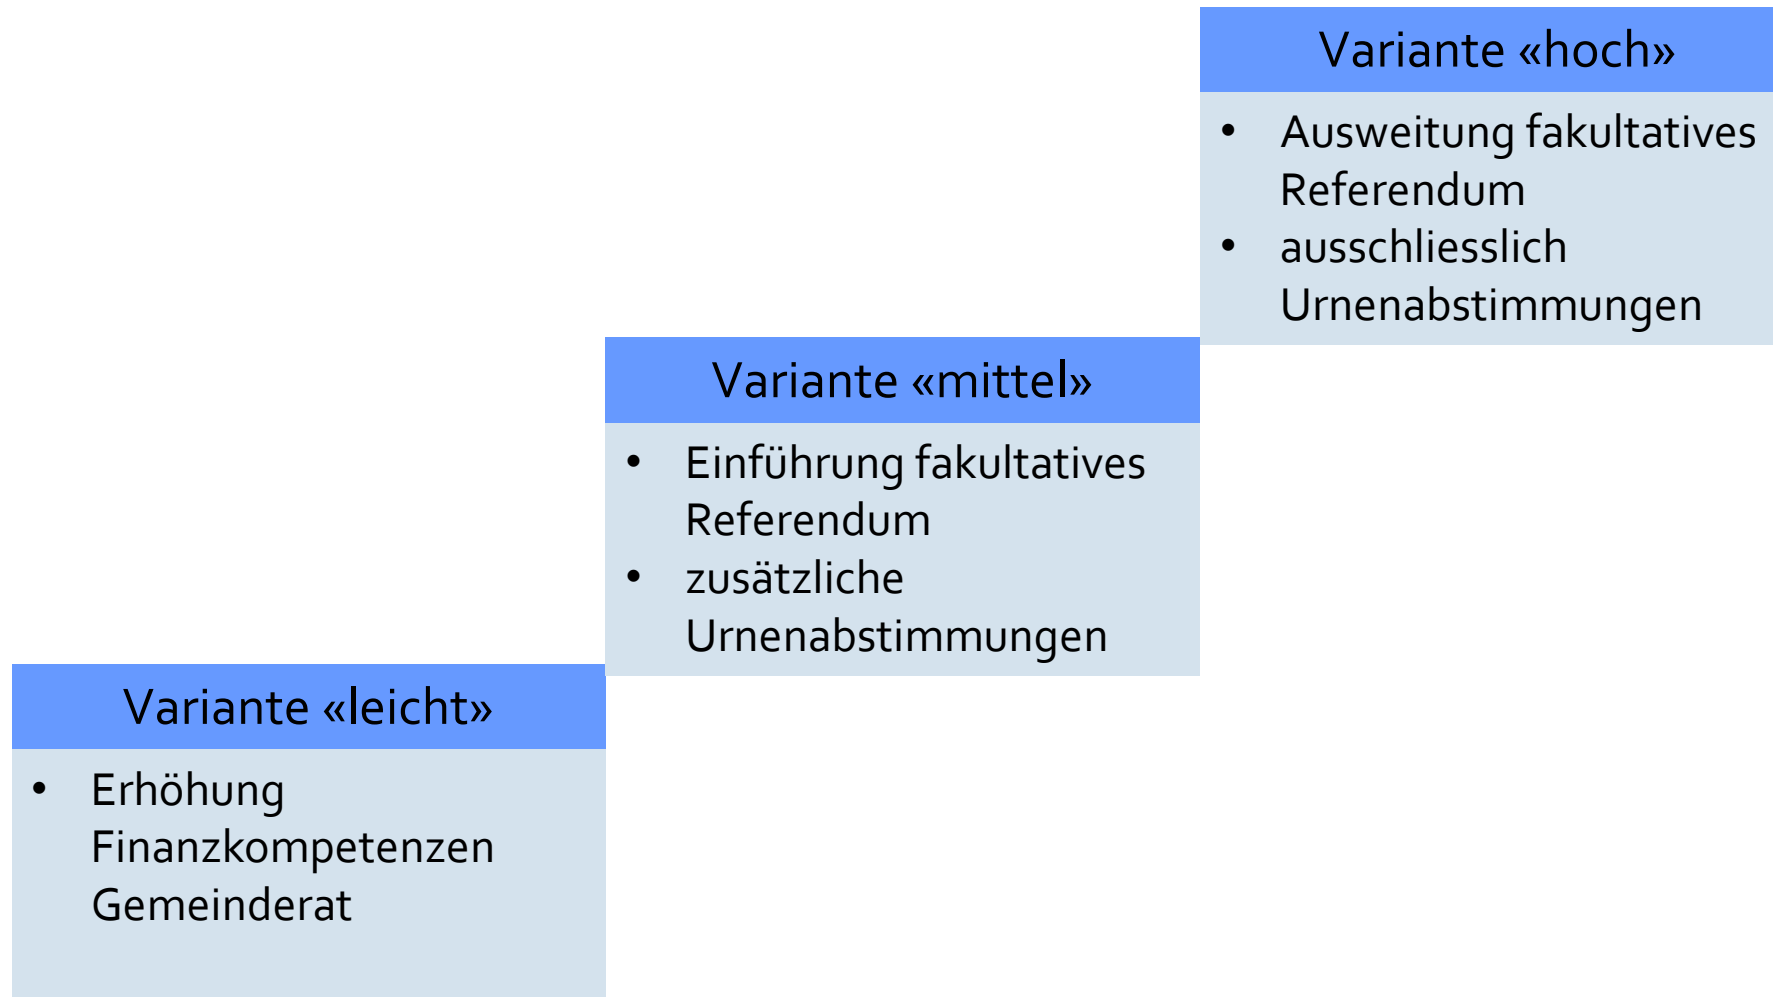 Variante «hoch»
• Ausweitung fakultatives
Referendum
• ausschliesslich
Urnenabstimmungen
Variante «mittel»
• Einführung fakultatives
Referendum
• zusätzliche
Urnenabstimmungen
Variante «leicht»
• Erhöhung
Finanzkompetenzen
Gemeinderat